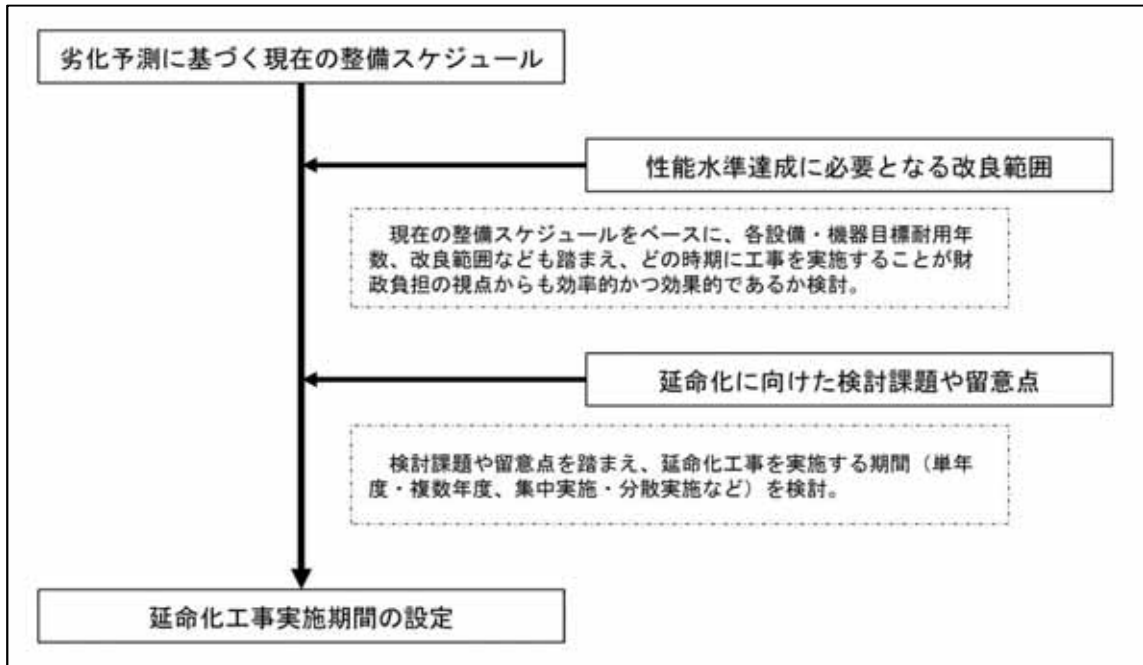 劣化予測に基づく現在の整備スケジュール
性能水準達成に必要となる改良範囲
現在の整備スケジュールをベースに、各設備・機器目標耐用年
数、改良範囲なども踏まえ、どの時期に工事を実施することが財
政負担の視点からも効率的かつ効果的であるか検討。
延命化に向けた検討課題や留意点
検討課題や留意点を踏まえ、延命化工事を実施する期間（単年
度・複数年度、集中実施・分散実施など）を検討。
延命化工事実施期間の設定